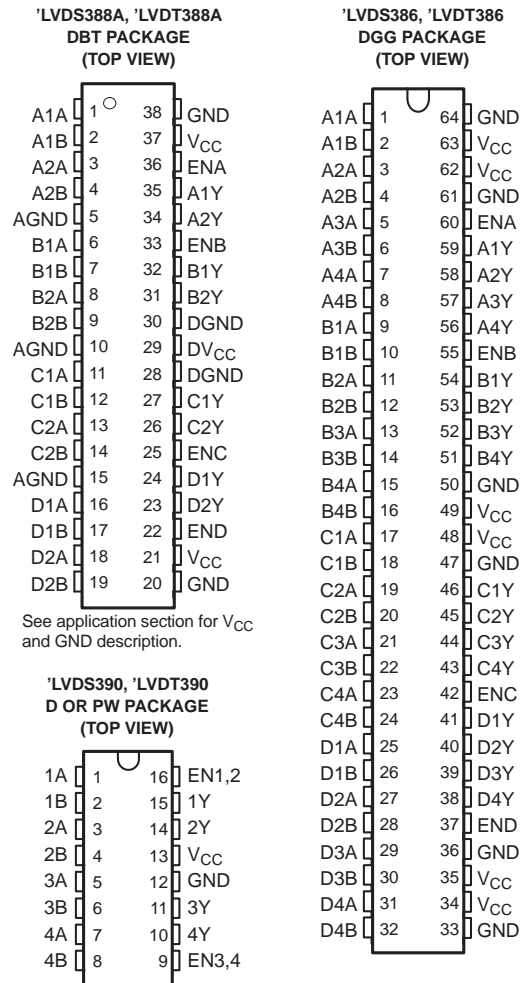 'LVDS388A, 'LVDT388A
DBT PACKAGE
(TOP VIEW)
A1A 1 38 GND
A1B 2 37 VCC
A2A 3 36 ENA
A2B 4 35 A1Y
AGND 5 34 A2Y
B1A 6 33 ENB
B1B 7 32 B1Y
B2A 8 31 B2Y
B2B 9 30 DGND
AGND 10 29 DVCC
C1A 11 28 DGND
C1B 12 27 C1Y
C2A 13 26 C2Y
C2B 14 25 ENC
AGND 15 24 D1Y
D1A 16 23 D2Y
D1B 17 22 END
D2A 18 21 VCC
D2B 19 20 GND
See application section for VCC
and GND description.
'LVDS390, 'LVDT390
D OR PW PACKAGE
(TOP VIEW)
1A 1 16 EN1,2
1B 2 15 1Y
2A 3 14 2Y
2B 4 13 VCC
3A 5 12 GND
3B 6 11 3Y
4A 7 10 4Y
4B 8 9 EN3,4
'LVDS386, 'LVDT386
DGG PACKAGE
(TOP VIEW)
A1A 1 64 GND
A1B 2 63 VCC
A2A 3 62 VCC
A2B 4 61 GND
A3A 5 60 ENA
A3B 6 59 A1Y
A4A 7 58 A2Y
A4B 8 57 A3Y
B1A 9 56 A4Y
B1B 10 55 ENB
B2A 11 54 B1Y
B2B 12 53 B2Y
B3A 13 52 B3Y
B3B 14 51 B4Y
B4A 15 50 GND
B4B 16 49 VCC
C1A 17 48 VCC
C1B 18 47 GND
C2A 19 46 C1Y
C2B 20 45 C2Y
C3A 21 44 C3Y
C3B 22 43 C4Y
C4A 23 42 ENC
C4B 24 41 D1Y
D1A 25 40 D2Y
D1B 26 39 D3Y
D2A 27 38 D4Y
D2B 28 37 END
D3A 29 36 GND
D3B 30 35 VCC
D4A 31 34 VCC
D4B 32 33 GND